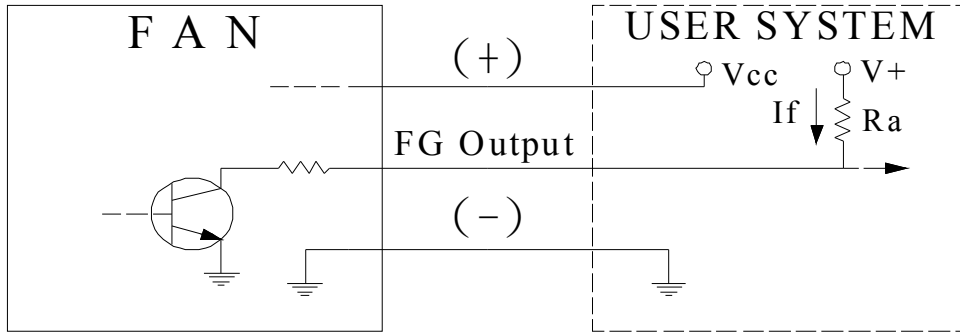 F A N
USER SYSTEM
(+)
Vcc
V+
If
Ra
FG Output
(-)